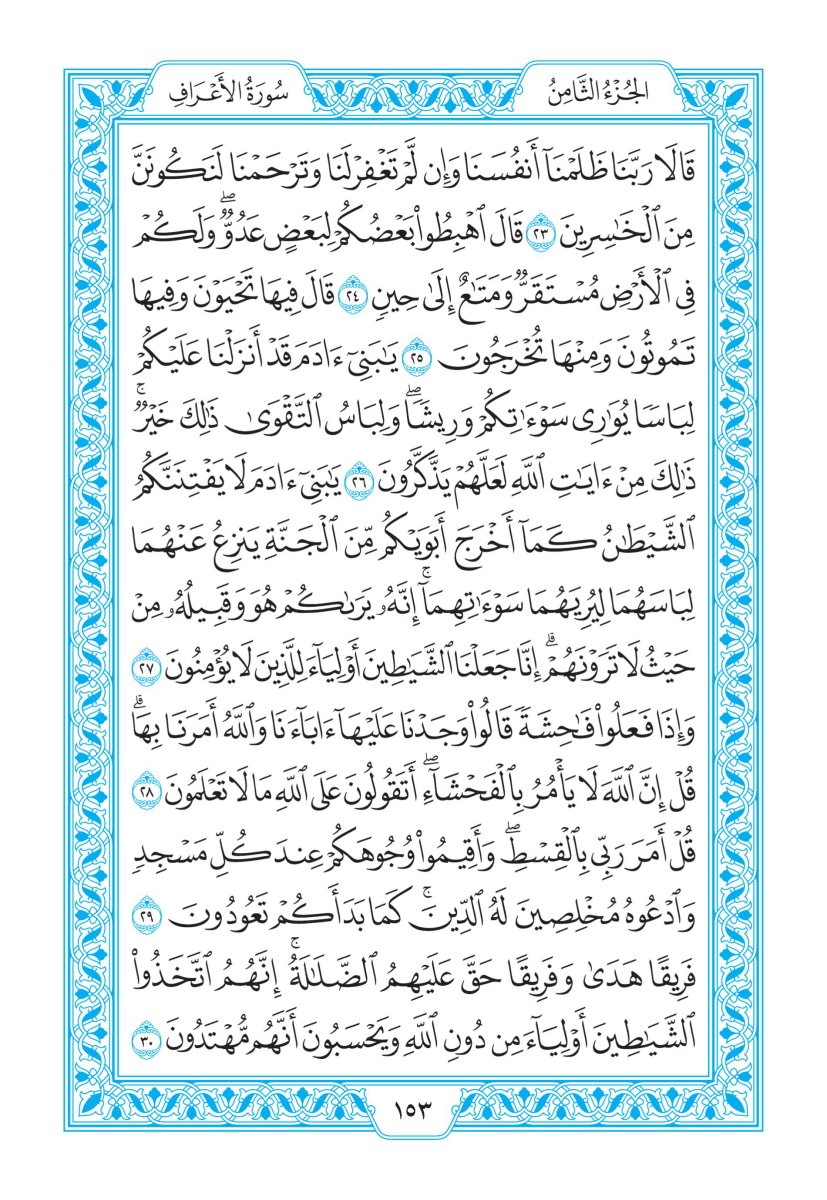 الجُزْءُ الثَّامِنُ
سُورَةُ الأَعْرَافِ
قَالَا رَبَّنَا ظَلَمْنَآ أَنفُسَنَا وَإِن لَّمْ تَغْفِرْ لَنَا وَتَرْحَمْنَا لَنَكُونَنَّ
مِنَ ٱلْخَٰسِرِينَ ٢٣ قَالَ ٱهْبِطُوا۟ بَعْضُكُمْ لِبَعْضٍ عَدُوٌّۖ وَلَكُمْ
فِى ٱلْأَرْضِ مُسْتَقَرٌّ وَمَتَٰعٌ إِلَىٰ حِينٍ ٢٤ قَالَ فِيهَا تَحْيَوْنَ وَفِيهَا
تَمُوتُونَ وَمِنْهَا تُخْرَجُونَ ٢٥ يَٰبَنِىٓ ءَادَمَ قَدْ أَنزَلْنَا عَلَيْكُمْ
لِبَاسًا يُوَٰرِى سَوْءَٰتِكُمْ وَرِيشًاۖ وَلِبَاسُ ٱلتَّقْوَىٰ ذَٰلِكَ خَيْرٌۚ
ذَٰلِكَ مِنْ ءَايَٰتِ ٱللَّهِ لَعَلَّهُمْ يَذَّكَّرُونَ ٢٦ يَٰبَنِىٓ ءَادَمَ لَا يَفْتِنَنَّكُمُ
ٱلشَّيْطَٰنُ كَمَآ أَخْرَجَ أَبَوَيْكُم مِّنَ ٱلْجَنَّةِ يَنزِعُ عَنْهُمَا
لِبَاسَهُمَا لِيُرِيَهُمَا سَوْءَٰتِهِمَآۚ إِنَّهُۥ يَرَىٰكُمْ هُوَ وَقَبِيلُهُۥ مِنْ
حَيْثُ لَا تَرَوْنَهُمْۗ إِنَّا جَعَلْنَا ٱلشَّيَٰطِينَ أَوْلِيَآءَ لِلَّذِينَ لَا يُؤْمِنُونَ ٢٧
وَإِذَا فَعَلُوا۟ فَٰحِشَةً قَالُوا۟ وَجَدْنَا عَلَيْهَآ ءَابَآءَنَا وَٱللَّهُ أَمَرَنَا بِهَاۗ
قُلْ إِنَّ ٱللَّهَ لَا يَأْمُرُ بِٱلْفَحْشَآءِۖ أَتَقُولُونَ عَلَى ٱللَّهِ مَا لَا تَعْلَمُونَ ٢٨
قُلْ أَمَرَ رَبِّى بِٱلْقِسْطِۖ وَأَقِيمُوا۟ وُجُوهَكُمْ عِندَ كُلِّ مَسْجِدٍ
وَٱدْعُوهُ مُخْلِصِينَ لَهُ ٱلدِّينَۚ كَمَا بَدَأَكُمْ تَعُودُونَ ٢٩
فَرِيقًا هَدَىٰ وَفَرِيقًا حَقَّ عَلَيْهِمُ ٱلضَّلَٰلَةُۚ إِنَّهُمُ ٱتَّخَذُوا۟
ٱلشَّيَٰطِينَ أَوْلِيَآءَ مِن دُونِ ٱللَّهِ وَيَحْسَبُونَ أَنَّهُم مُّهْتَدُونَ ٣٠
١٥٣